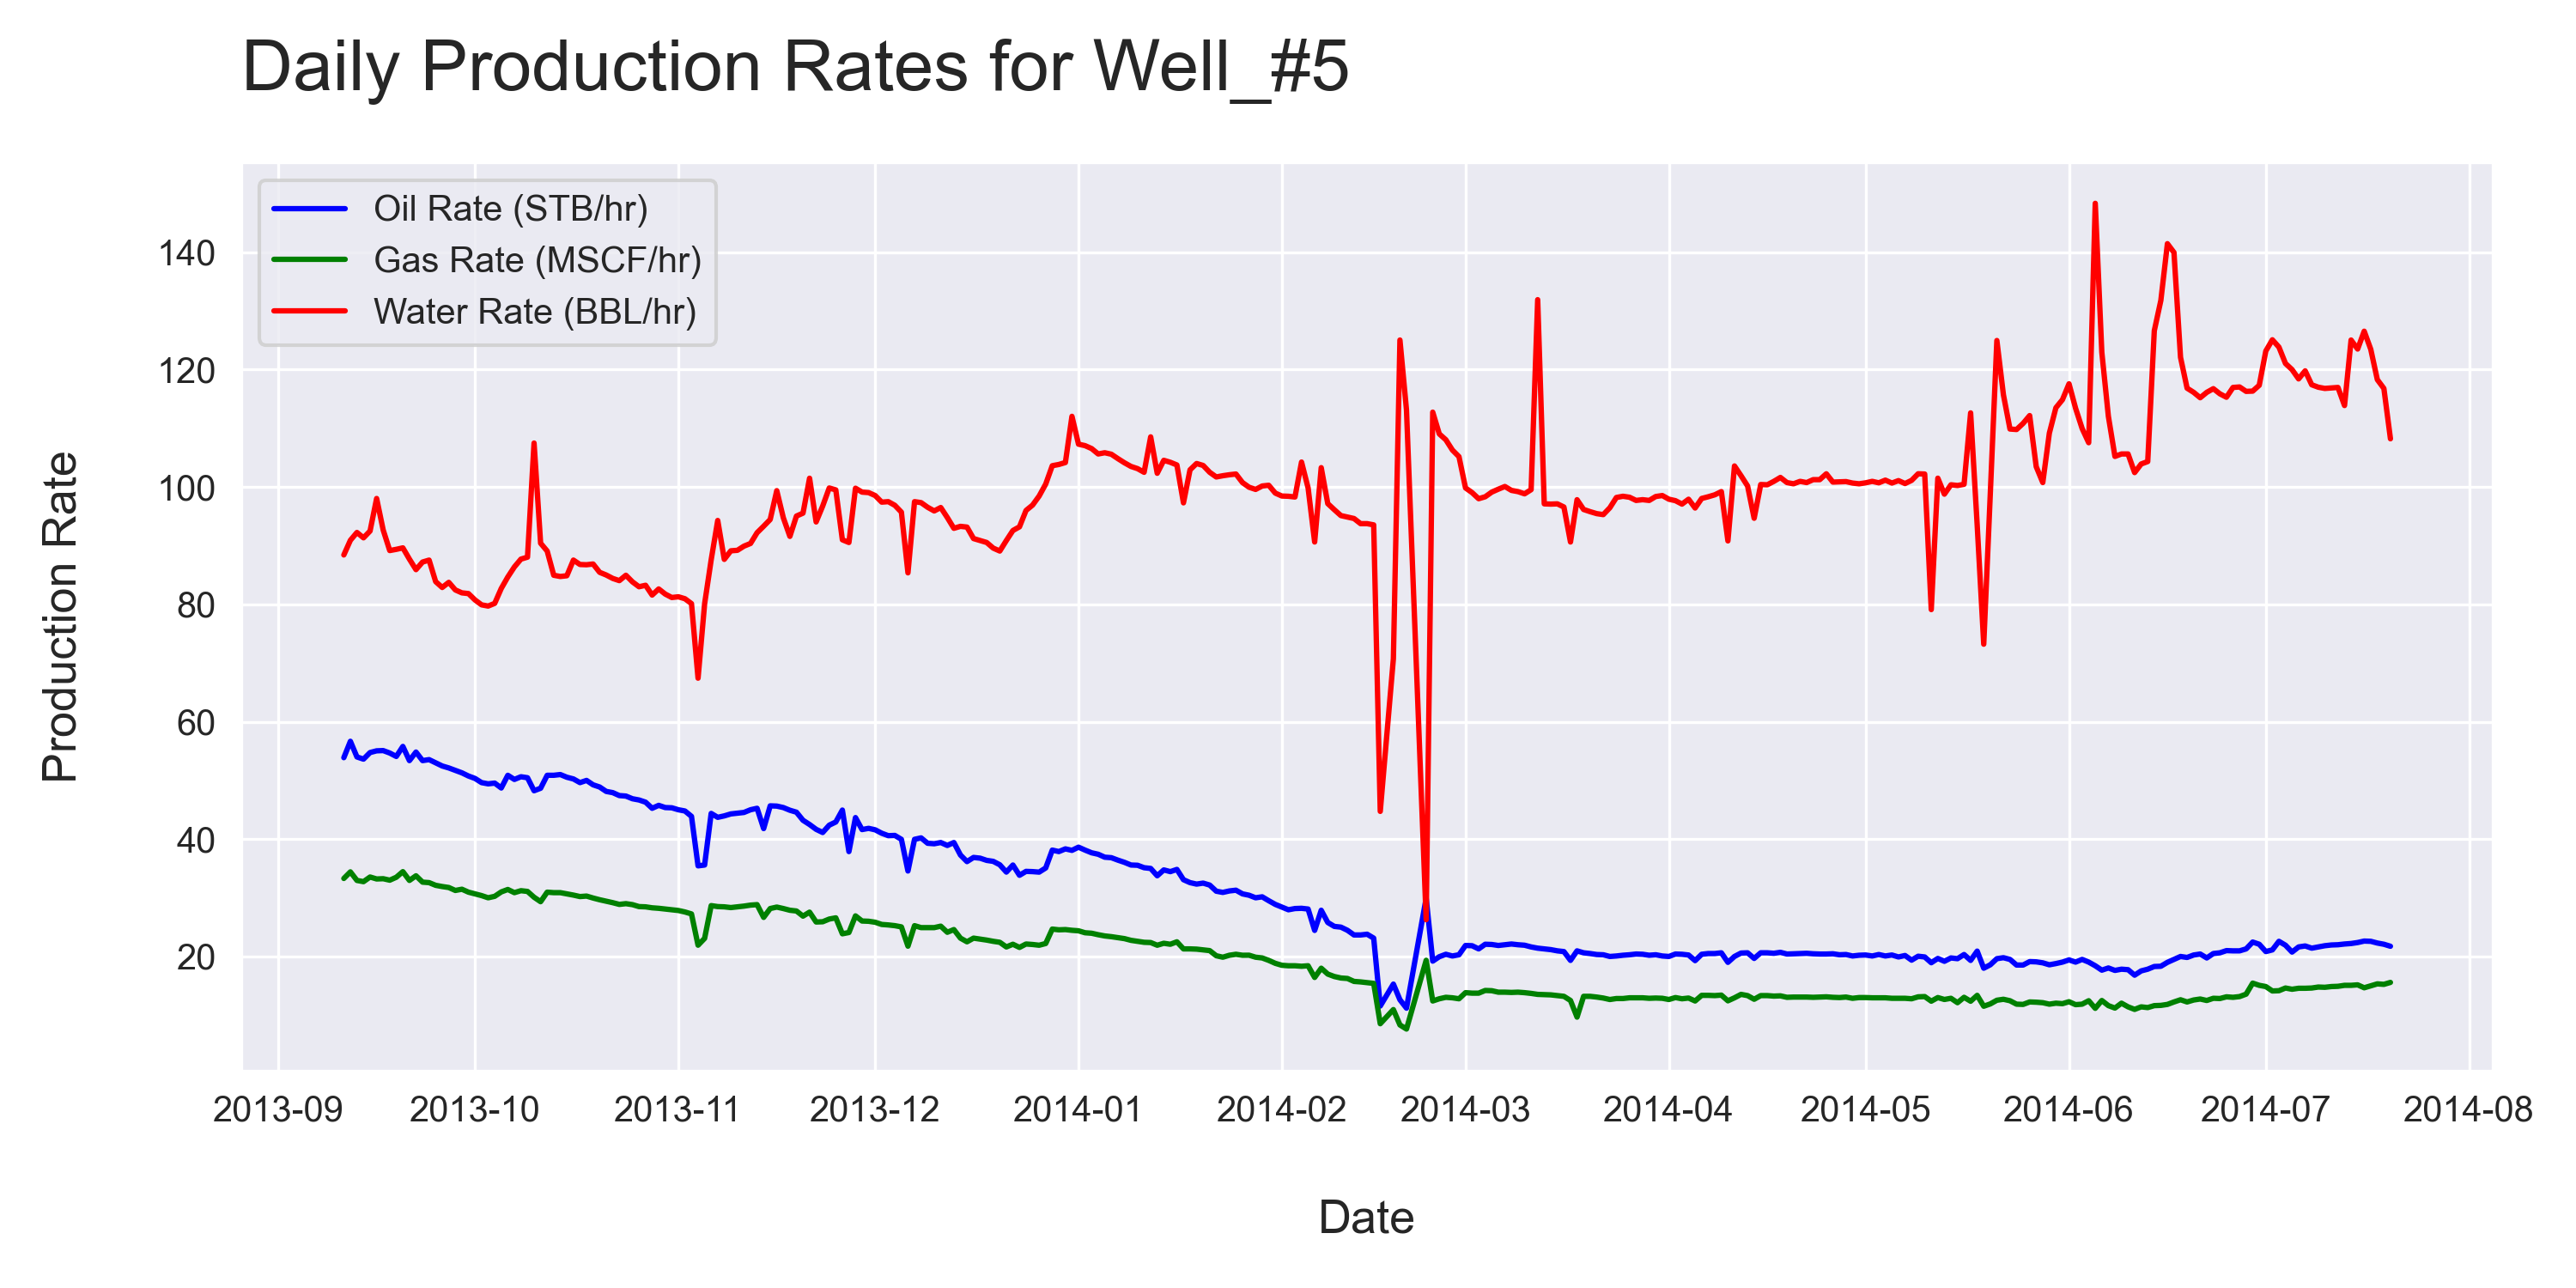 Daily Production Rates for Well_#5
Oil Rate (STB/hr)
Gas Rate (MSCF/hr)
Water Rate (BBL/hr)
Production Rate
140
120
100
80
60
40
20
2013-09 2013-10 2013-11 2013-12 2014-01 2014-02 2014-03 2014-04 2014-05 2014-06 2014-07 2014-08
Date